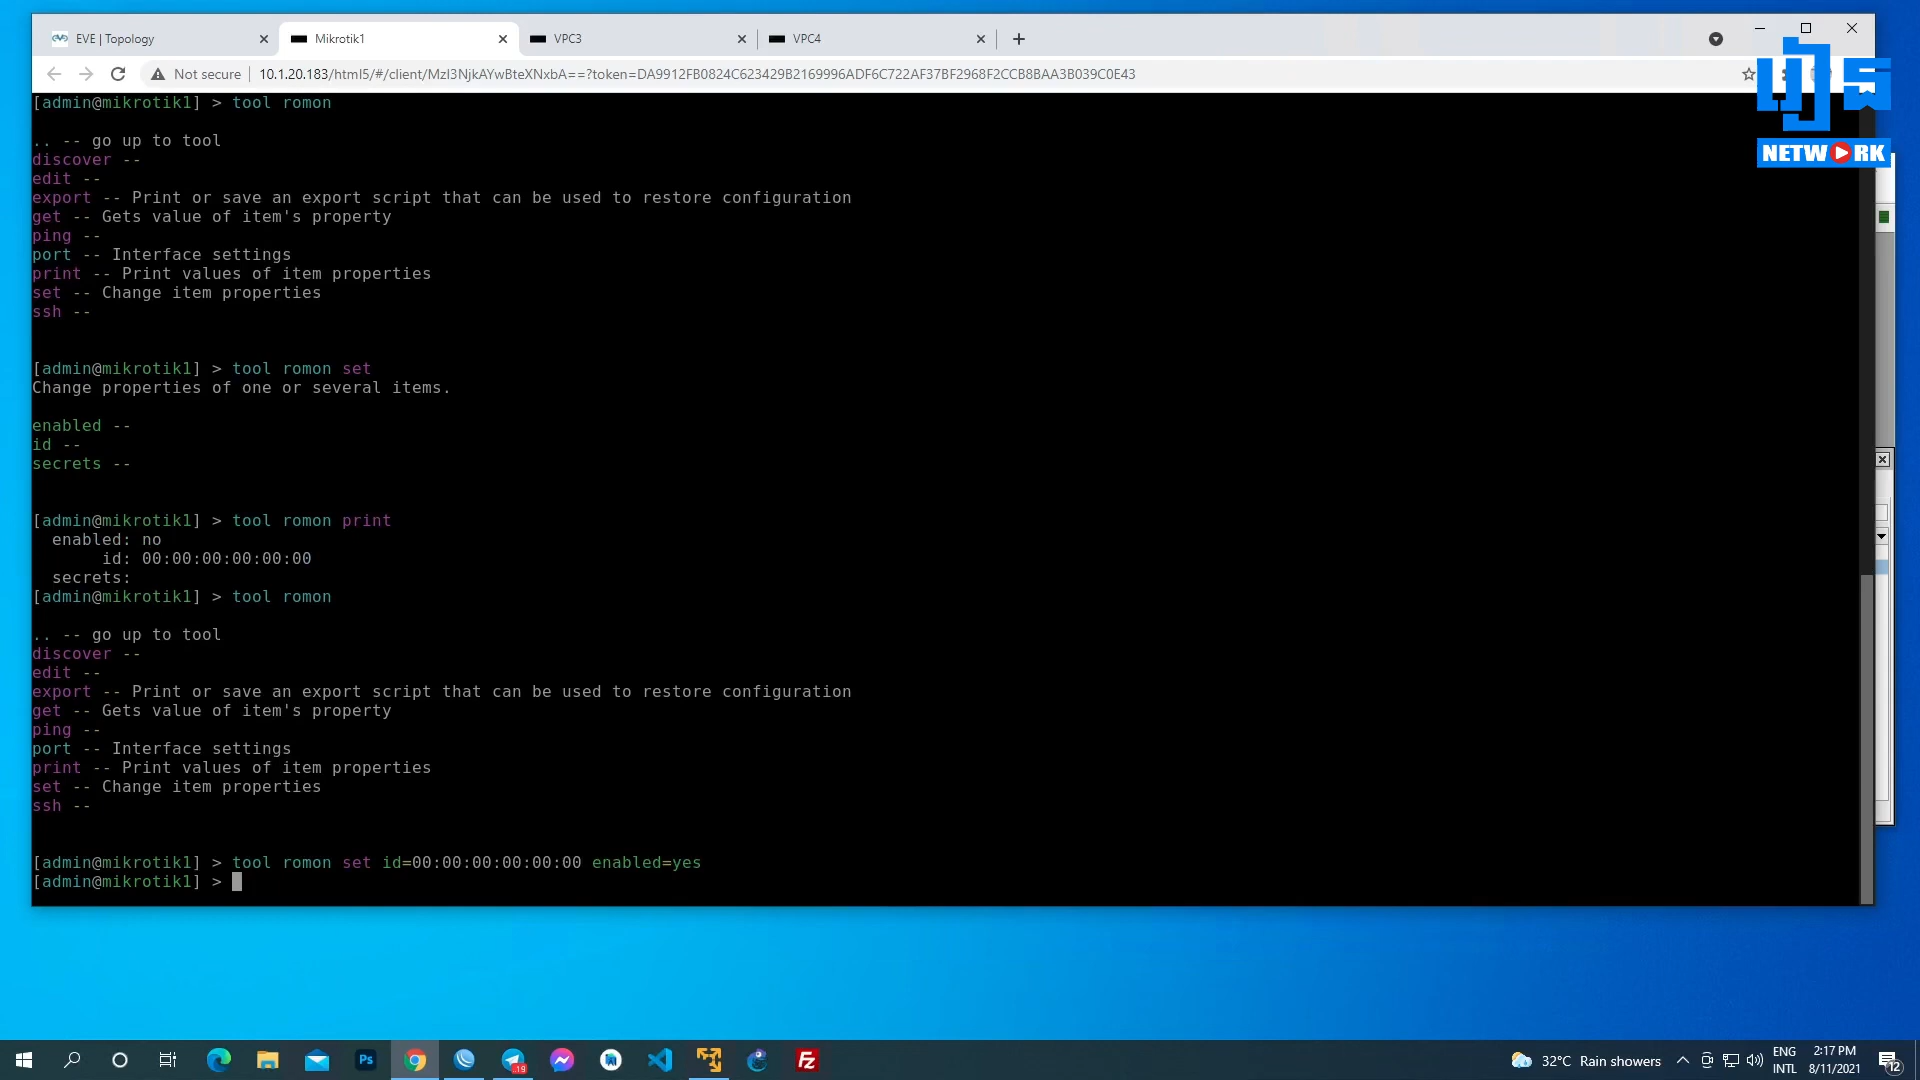 EVE | Topology
Mikrotik1
VPC3
VPC4
Not secure
10.1.20.183/html5/#/client/MzI3NjkAYwBteXNxbA==?token=DA9912FB0824C623429B2169996ADF6C722AF37BF2968F2CCB8BAA3B039C0E43
NETWORK
[admin@mikrotik1] > tool romon
.. -- go up to tool
discover --
edit --
export -- Print or save an export script that can be used to restore configuration
get -- Gets value of item's property
ping --
port -- Interface settings
print -- Print values of item properties
set -- Change item properties
ssh --
[admin@mikrotik1] > tool romon set
Change properties of one or several items.
enabled --
id --
secrets --
[admin@mikrotik1] > tool romon print
enabled: no
id: 00:00:00:00:00:00
secrets:
[admin@mikrotik1] > tool romon
.. -- go up to tool
discover --
edit --
export -- Print or save an export script that can be used to restore configuration
get -- Gets value of item's property
ping --
port -- Interface settings
print -- Print values of item properties
set -- Change item properties
ssh --
[admin@mikrotik1] > tool romon set id=00:00:00:00:00:00 enabled=yes
[admin@mikrotik1] >
Ps
19
Fz
32°C Rain showers
ENG
INTL
2:17 PM
8/11/2021
12